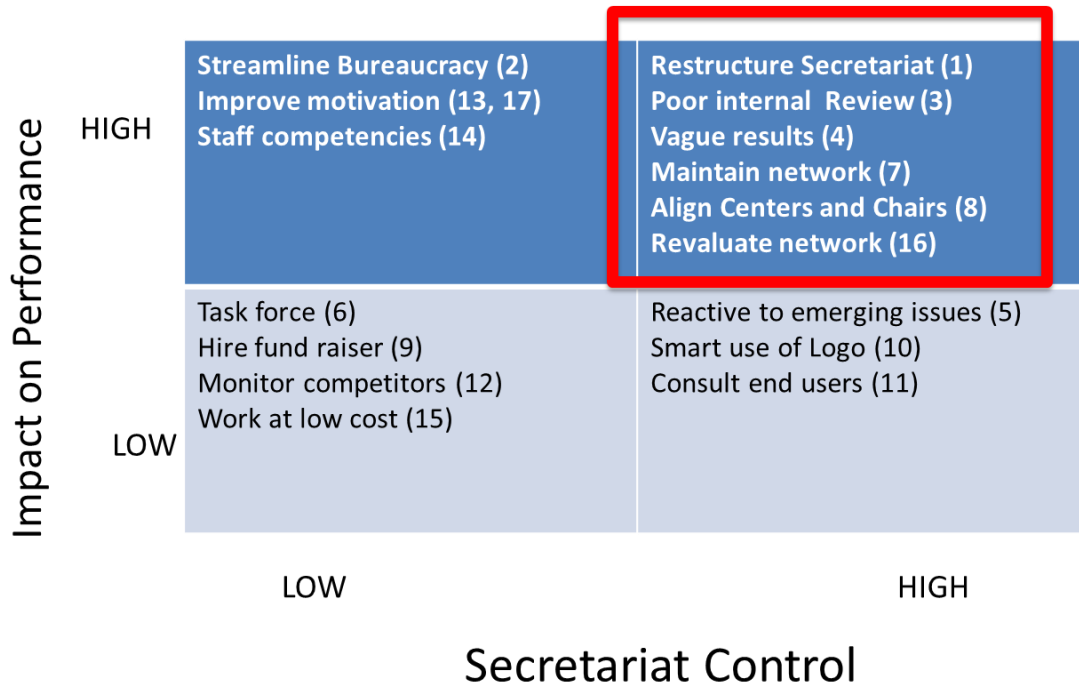 Impact on Performance
HIGH
Streamline Bureaucracy (2)
Improve motivation (13, 17)
Staff competencies (14)
Restructure Secretariat (1)
Poor internal  Review (3)
Vague results (4)
Maintain network (7)
Align Centers and Chairs (8)
Revaluate network (16)
LOW
Task force (6)
Hire fund raiser (9)
Monitor competitors (12)
Work at low cost (15)
Reactive to emerging issues (5)
Smart use of Logo (10)
Consult end users (11)
LOW
HIGH
Secretariat Control